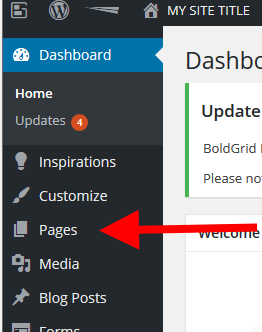 MY SITE TITLE
Dashboard
Dashbo
Home
Updates 4
Update
BoldGrid
Please no
Inspirations
Customize
Pages
Welcome
Media
Blog Posts
Forms